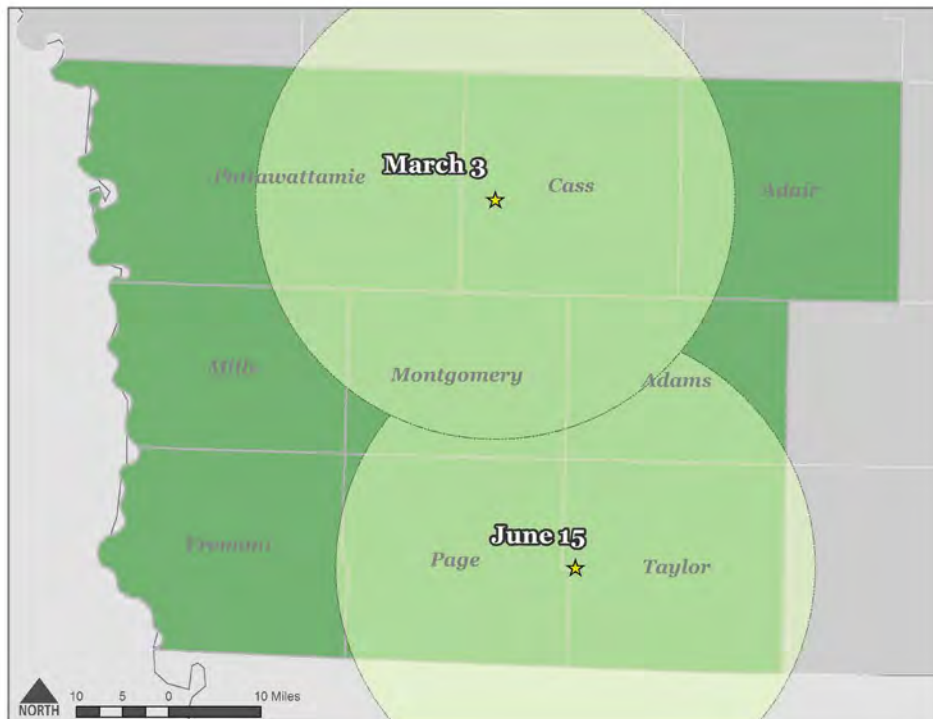 March 3
Pottawattamie
Cass
Adair
Mills
Montgomery
Adams
June 15
Fremont
Page
Taylor
10 5 0 10 Miles
NORTH